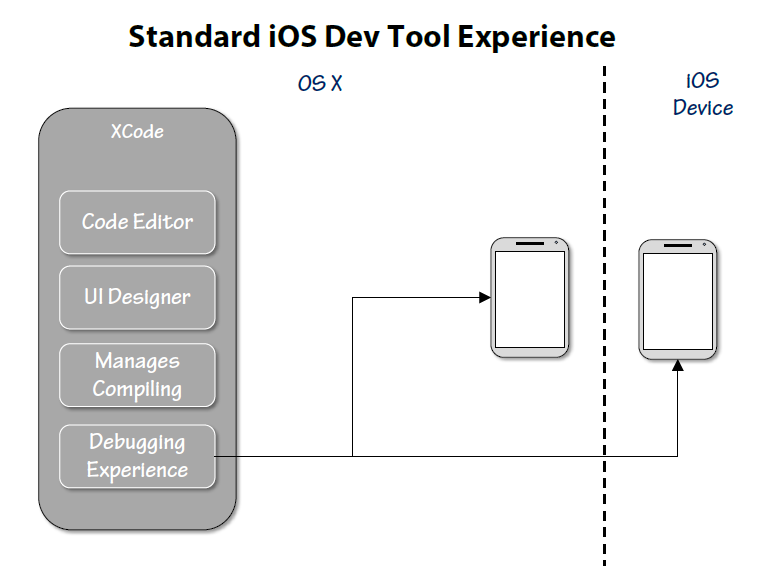 Standard iOS Dev Tool Experience
OS X
iOS
Device
XCode
Code Editor
UI Designer
Manages
Compiling
Debugging
Experience